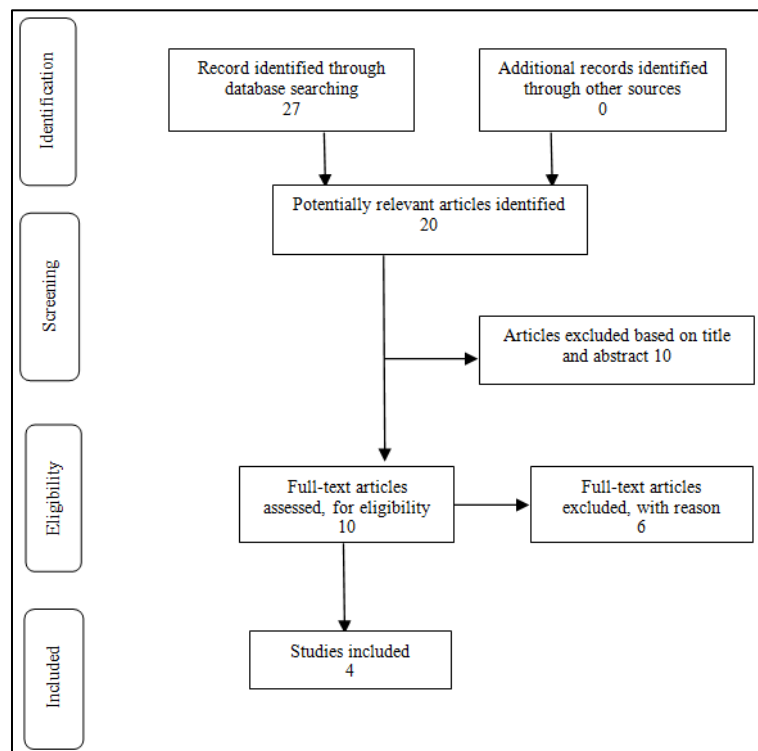 Identification
Record identified through
database searching
27
Additional records identified
through other sources
0
Potentially relevant articles identified
20
Screening
Articles excluded based on title
and abstract 10
Eligibility
Full-text articles
assessed, for eligibility
10
Full-text articles
excluded, with reason
6
Included
Studies included
4